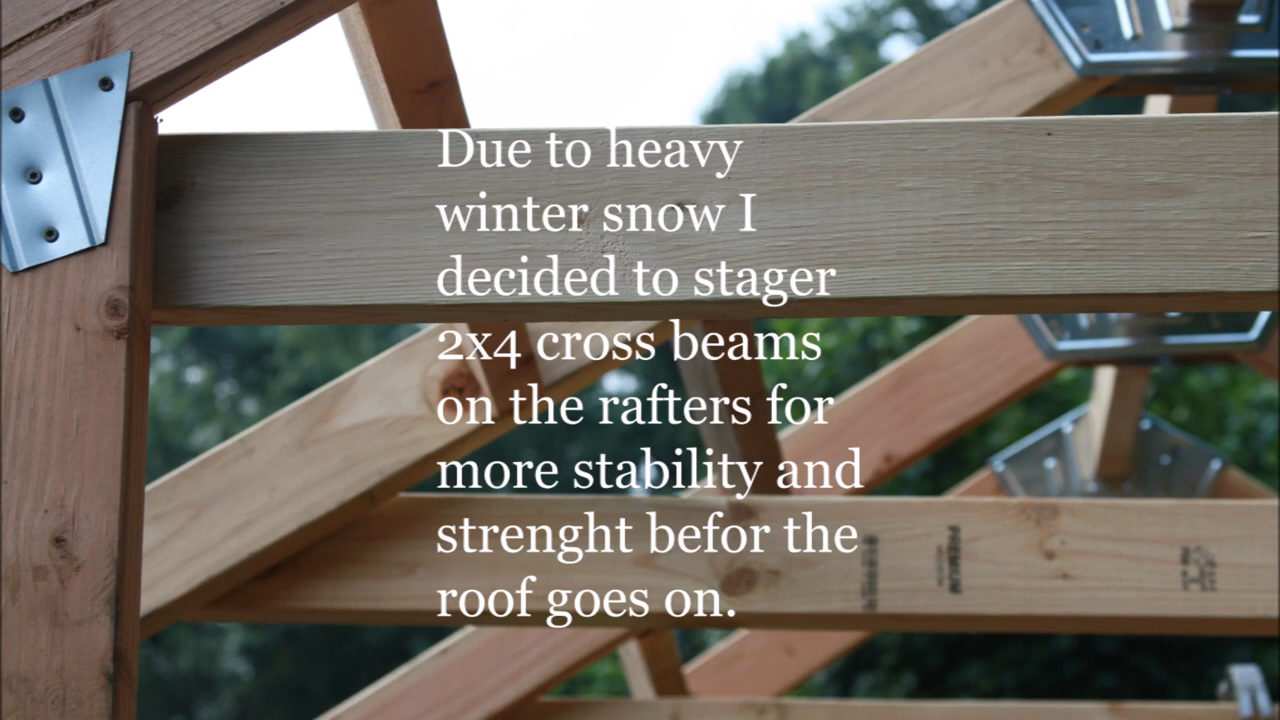 Due to heavy
winter snow I
decided to stager
2x4 cross beams
on the rafters for
more stability and
strenght befor the
roof goes on.
PREMIUM